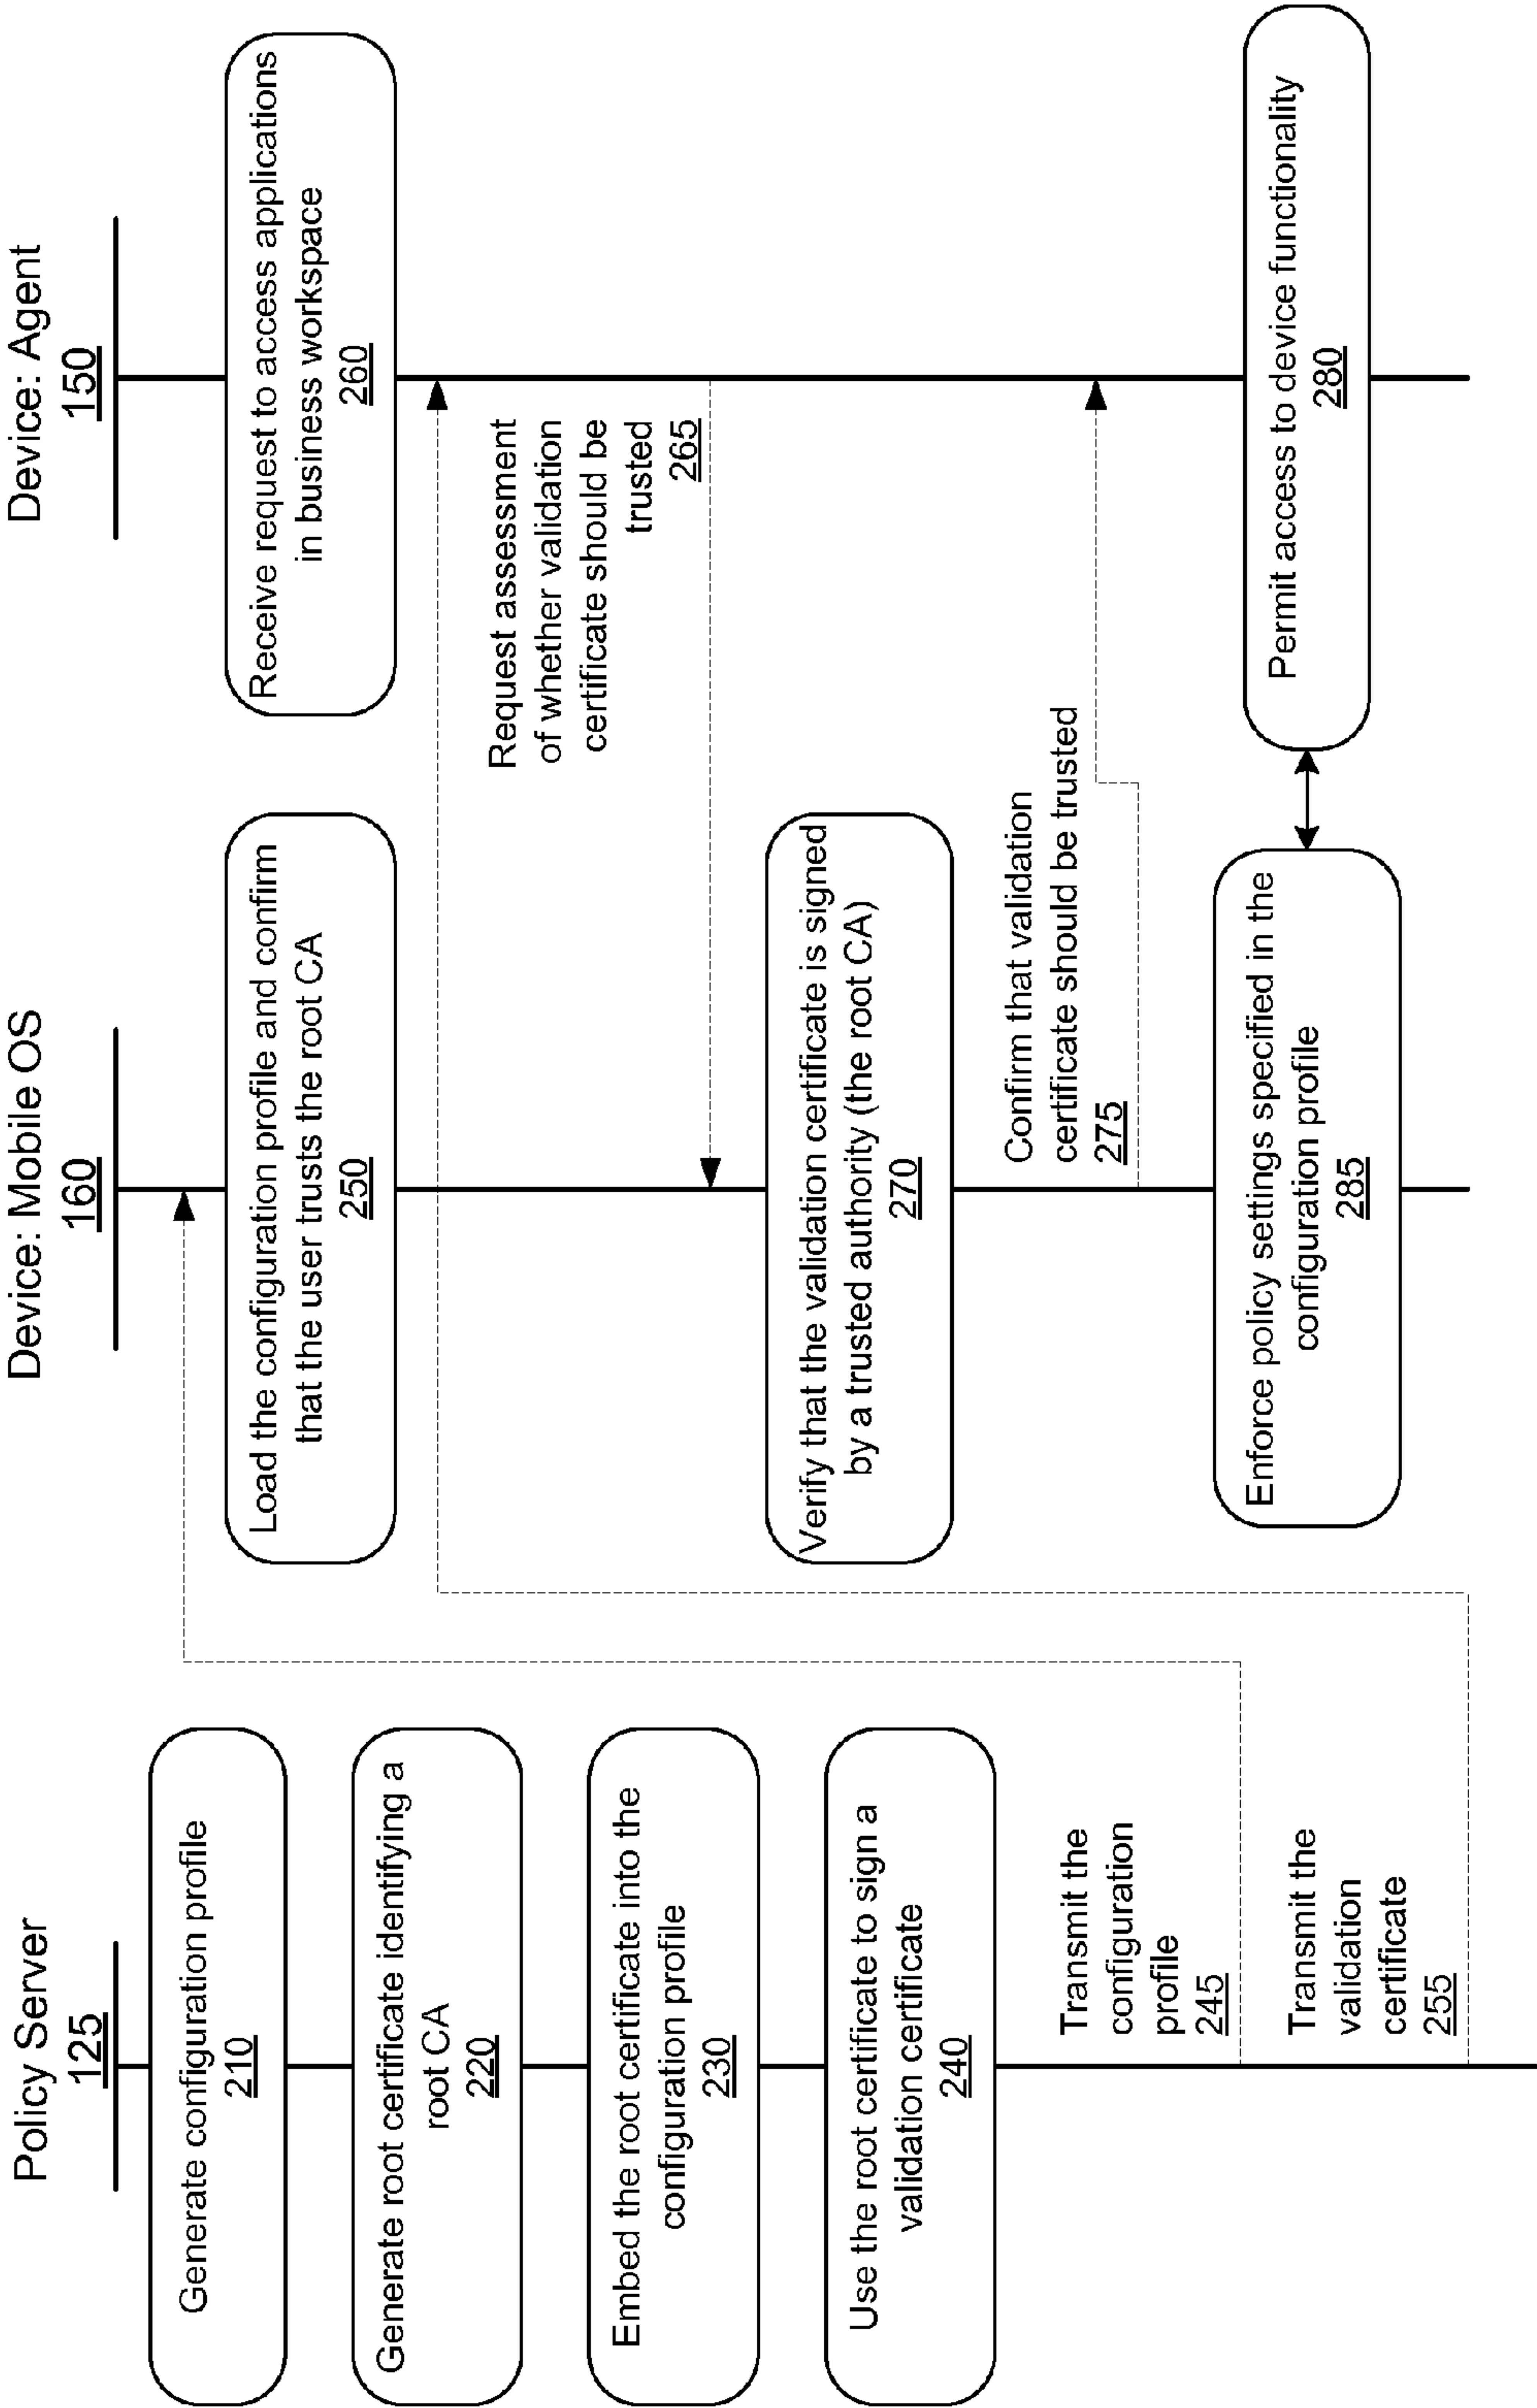 Policy Server
125
Generate configuration profile
210
Generate root certificate identifying a
root CA
220
Embed the root certificate into the
configuration profile
230
Use the root certificate to sign a
validation certificate
240
Transmit the
configuration
profile
245
Transmit the
validation
certificate
255
Device: Mobile OS
160
Load the configuration profile and confirm
that the user trusts the root CA
250
Verify that the validation certificate is signed
by a trusted authority (the root CA)
270
Confirm that validation
certificate should be trusted
275
Enforce policy settings specified in the
configuration profile
285
Device: Agent
150
Receive request to access applications
in business workspace
260
Request assessment
of whether validation
certificate should be
trusted
265
Permit access to device functionality
280